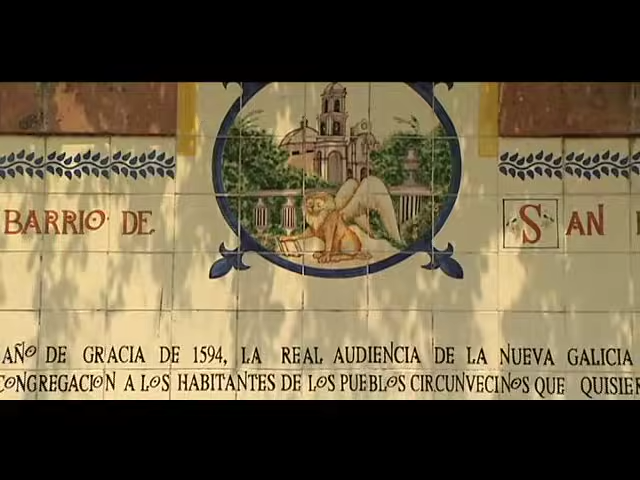 BARRIO DE SAN
AÑO DE GRACIA DE 1594, LA REAL AUDIENCIA DE LA NUEVA GALICIA
CONGREGACION A LOS HABITANTES DE LOS PUEBLOS CIRCUNVECINOS QUE QUISIER